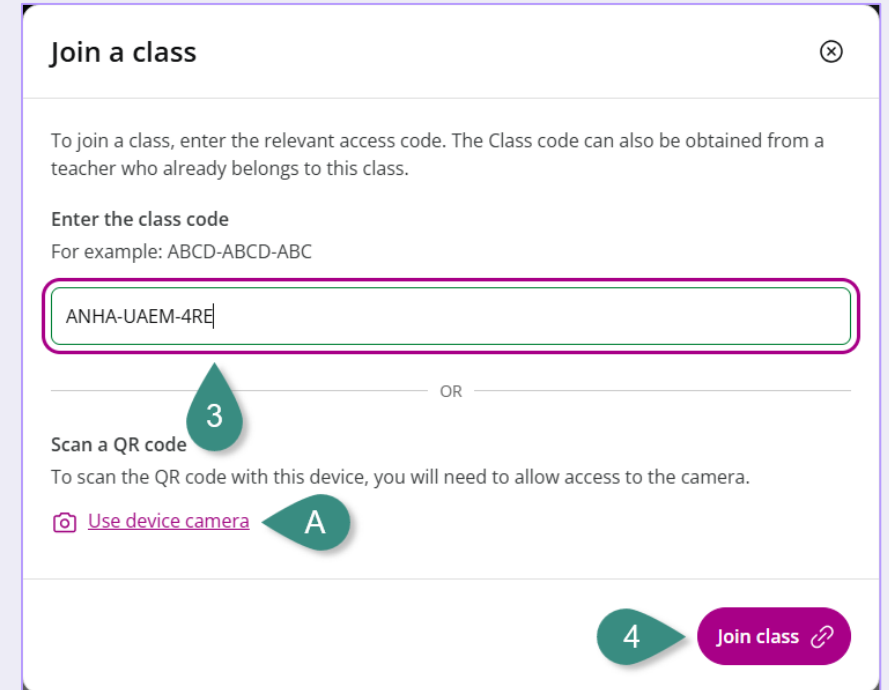 Join a class
To join a class, enter the relevant access code. The Class code can also be obtained from a
teacher who already belongs to this class.
Enter the class code
For example: ABCD-ABCD-ABC
ANHA-UAEM-4RE
OR
3
Scan a QR code
To scan the QR code with this device, you will need to allow access to the camera.
Use device camera A
4 Join class